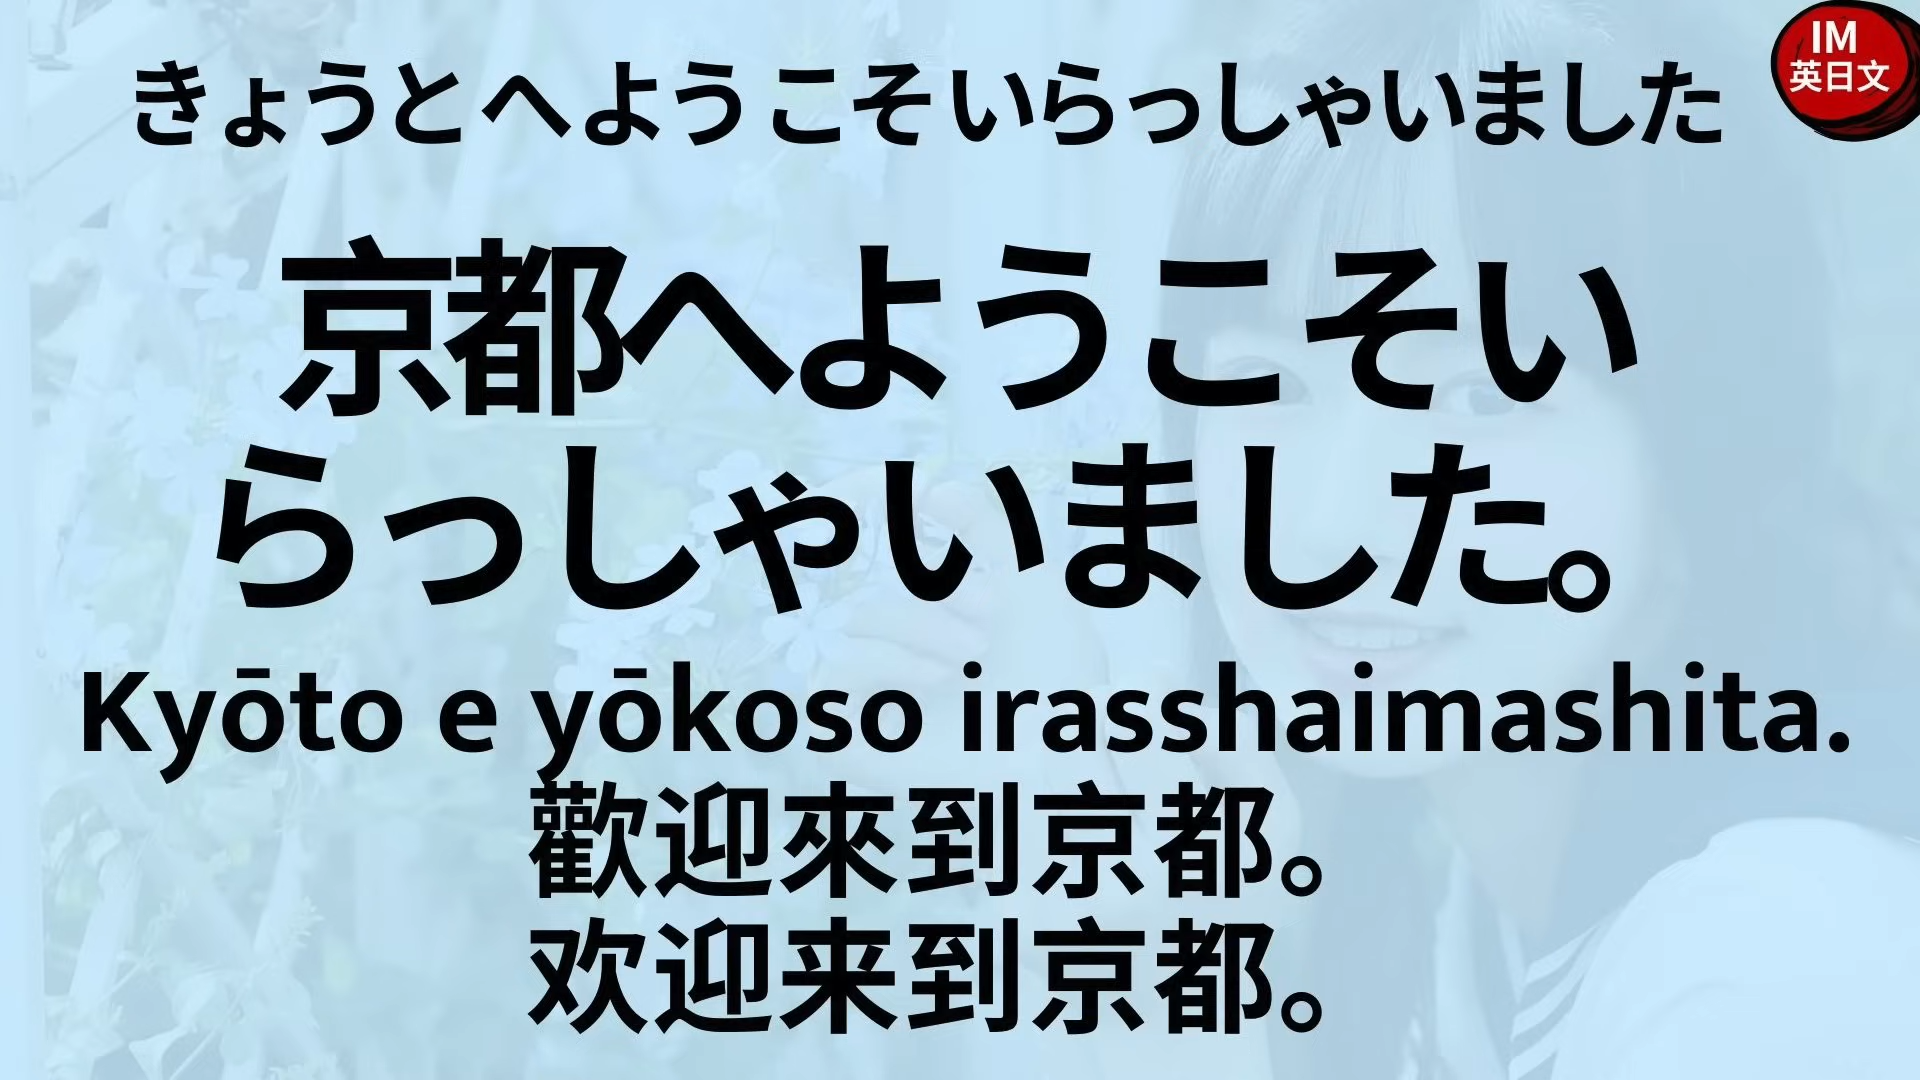 IM
英日文
きょうとへようこそいらっしゃいました
京都へようこそい
らっしゃいました。
Kyōto e yōkoso irasshaimashita.
歡迎來到京都。
欢迎来到京都。